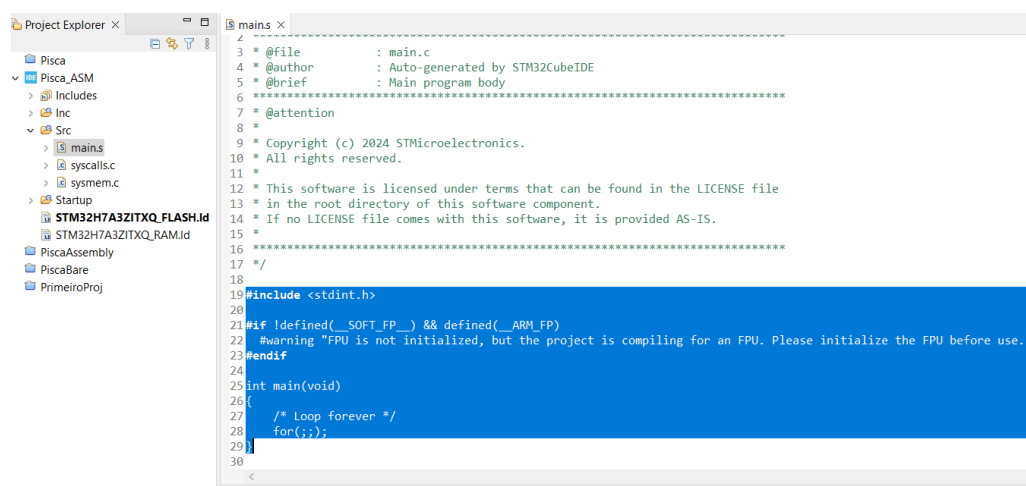 Project Explorer
Pisca
Pisca_ASM
Includes
Inc
Src
main.s
syscalls.c
sysmem.c
Startup
STM32H7A3ZITXQ_FLASH.ld
STM32H7A3ZITXQ_RAM.ld
PiscaAssembly
PiscaBare
PrimeiroProj
main.s
2 ******************************************************************************
3 * @file           : main.c
4 * @author         : Auto-generated by STM32CubeIDE
5 * @brief          : Main program body
6 ******************************************************************************
7 * @attention
8 *
9 * Copyright (c) 2024 STMicroelectronics.
10 * All rights reserved.
11 *
12 * This software is licensed under terms that can be found in the LICENSE file
13 * in the root directory of this software component.
14 * If no LICENSE file comes with this software, it is provided AS-IS.
15 *
16 ******************************************************************************
17 */
18
19 #include <stdint.h>
20
21 #if !defined(__SOFT_FP__) && defined(__ARM_FP)
22   #warning "FPU is not initialized, but the project is compiling for an FPU. Please initialize the FPU before use.
23 #endif
24
25 int main(void)
26 {
27     /* Loop forever */
28     for(;;);
29 }
30